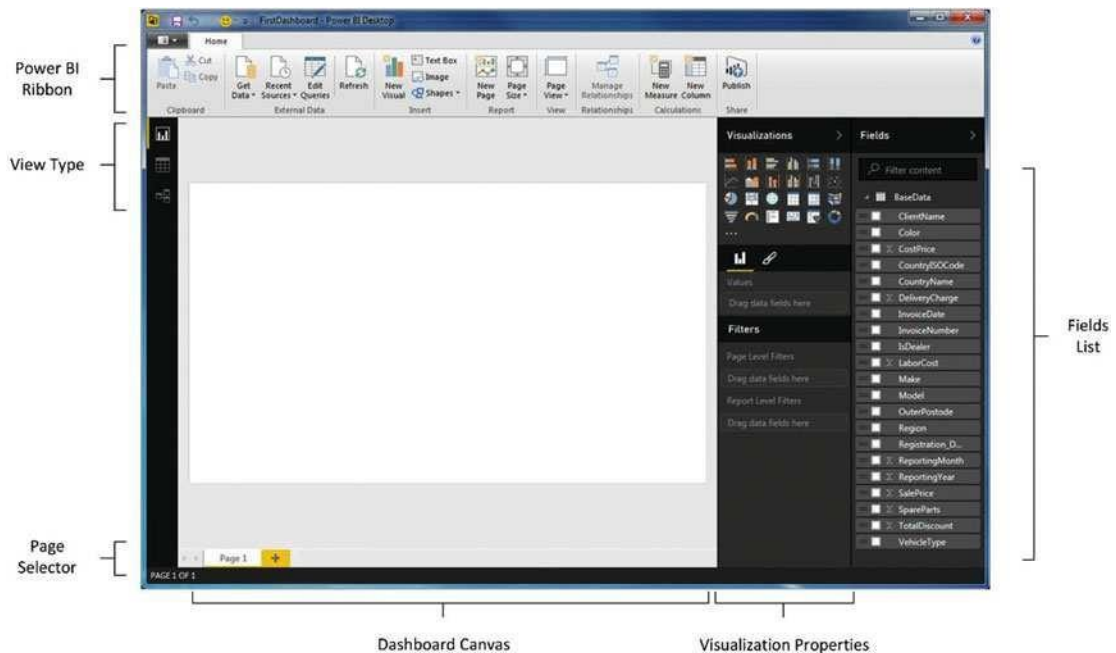 FirstDashboard - Power BI Desktop
Home
Power BI
Ribbon
Paste
Cut
Copy
Clipboard
Get
Data
Recent
Sources
Edit
Queries
Refresh
External Data
New
Visual
Text Box
Image
Shapes
Insert
New
Page
Page
Size
Report
Page
View
View
Manage
Relationships
Relationships
New
Measure
New
Column
Calculations
Publish
Share
View Type
Visualizations
Values
Drag data fields here
Filters
Page Level Filters
Drag data fields here
Report Level Filters
Drag data fields here
Fields
Filter content
BaseData
ClientName
Color
Σ CostPrice
CountryISOCode
CountryName
Σ DeliveryCharge
InvoiceDate
InvoiceNumber
IsDealer
Σ LaborCost
Make
Model
OuterPostode
Region
Registration_D...
Σ ReportingMonth
Σ ReportingYear
Σ SalePrice
Σ SpareParts
Σ TotalDiscount
VehicleType
Fields
List
Page
Selector
Page 1
PAGE 1 OF 1
Dashboard Canvas
Visualization Properties